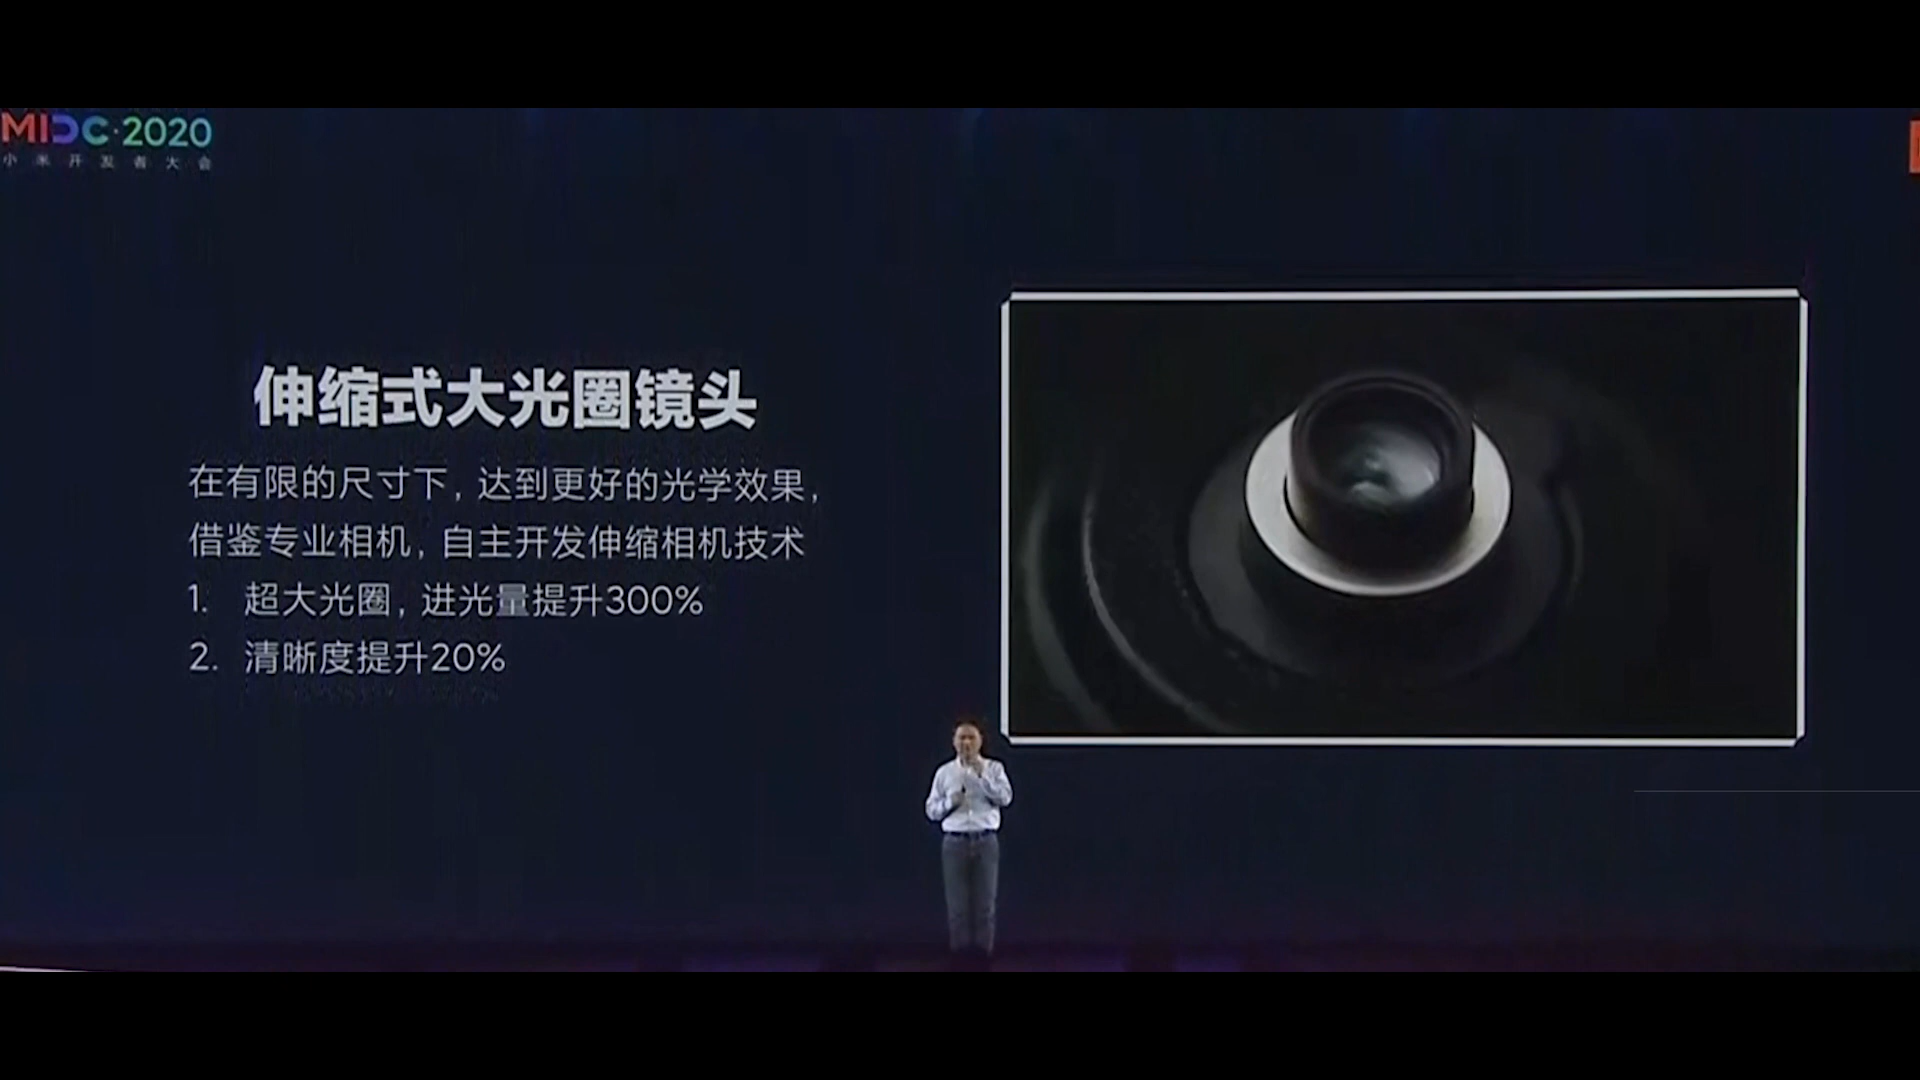 MIDC·2020
小米开发者大会
伸缩式大光圈镜头
在有限的尺寸下，达到更好的光学效果，
借鉴专业相机，自主开发伸缩相机技术
1. 超大光圈，进光量提升300%
2. 清晰度提升20%